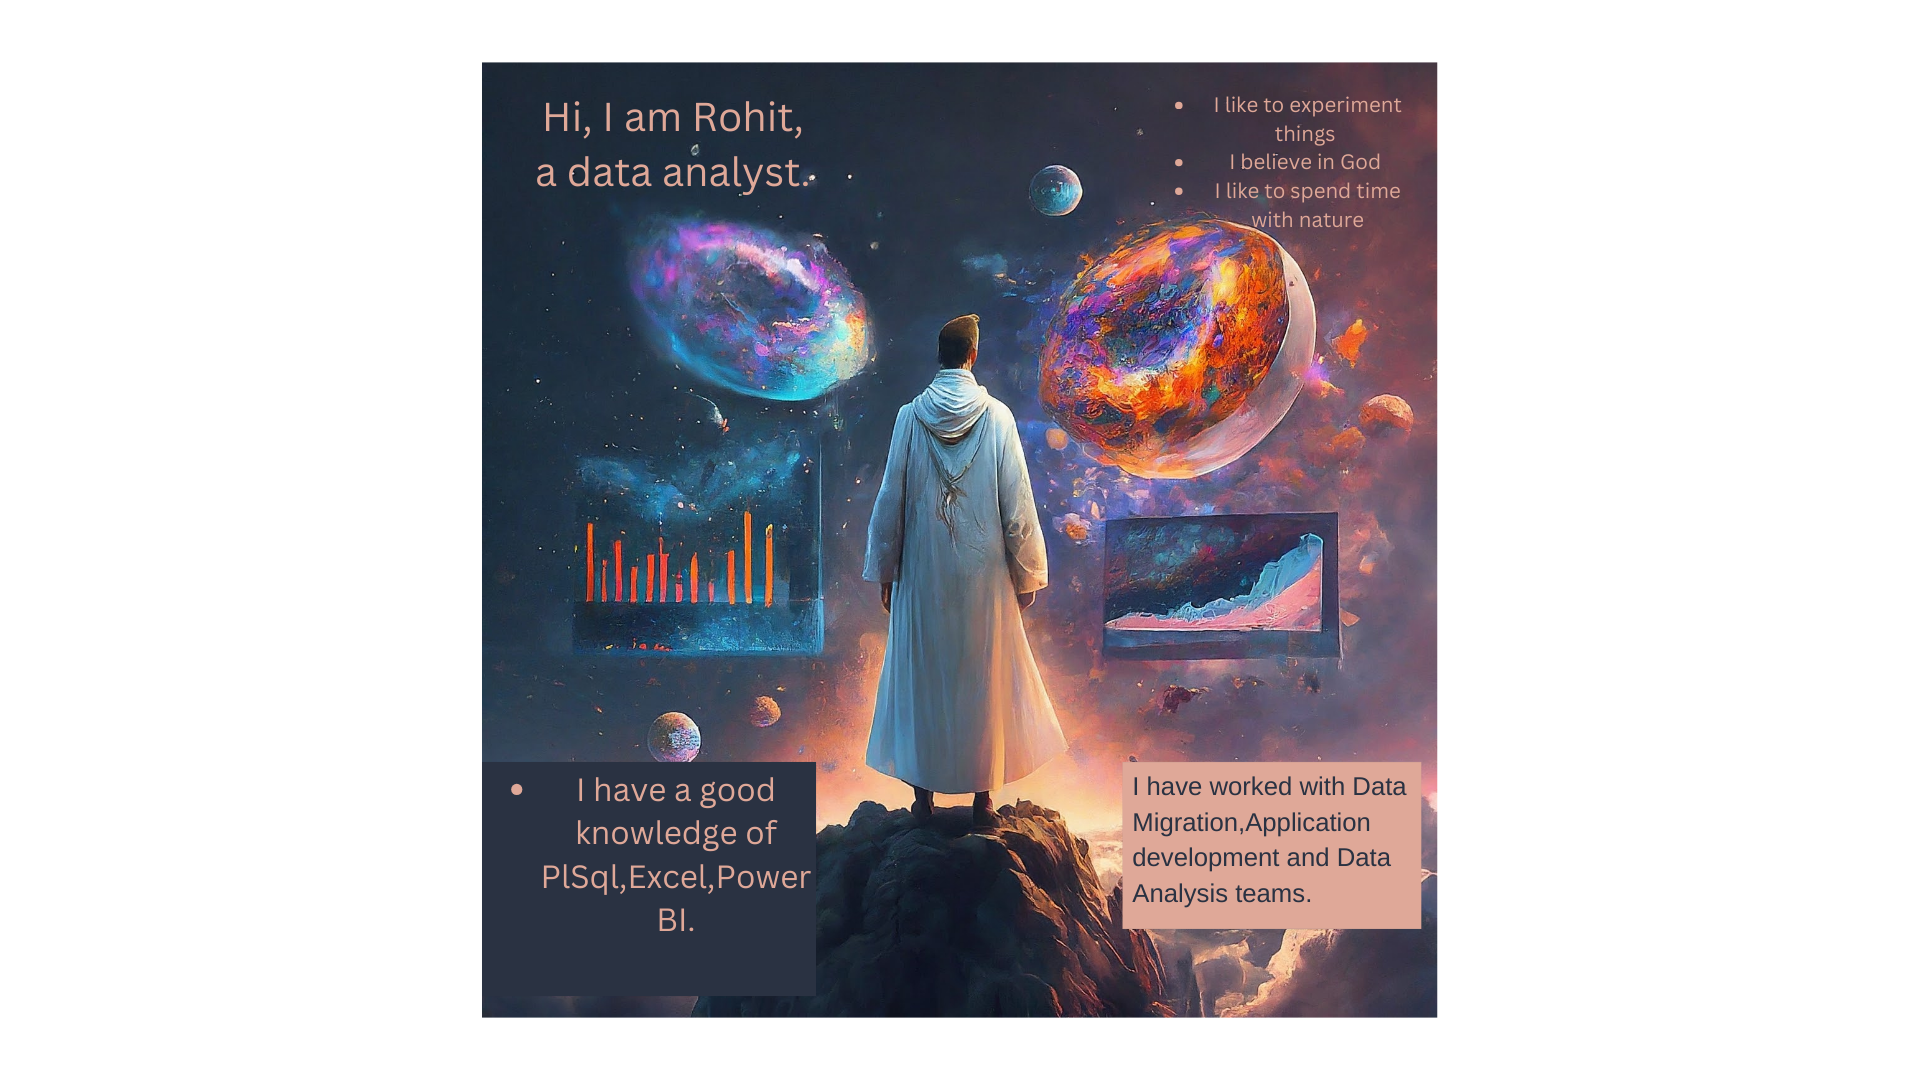 Hi, I am Rohit,
a data analyst.
• I like to experiment
things
• I believe in God
• I like to spend time
with nature
• I have a good
knowledge of
PlSql,Excel,Power
BI.
I have worked with Data
Migration,Application
development and Data
Analysis teams.